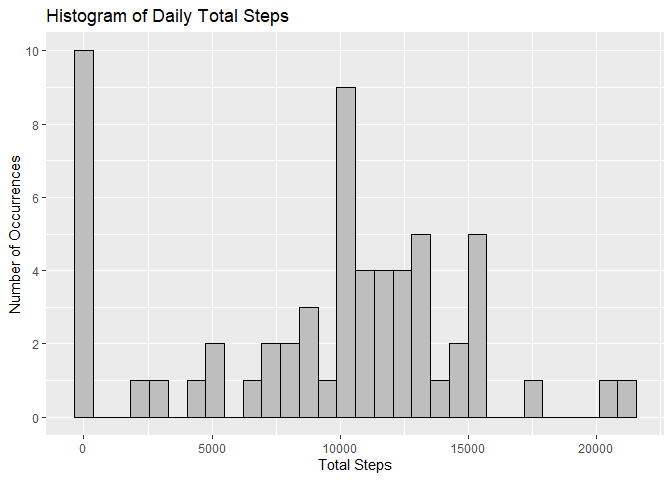 Histogram of Daily Total Steps
Number of Occurrences
10
8
6
4
2
0
0 5000 10000 15000 20000
Total Steps